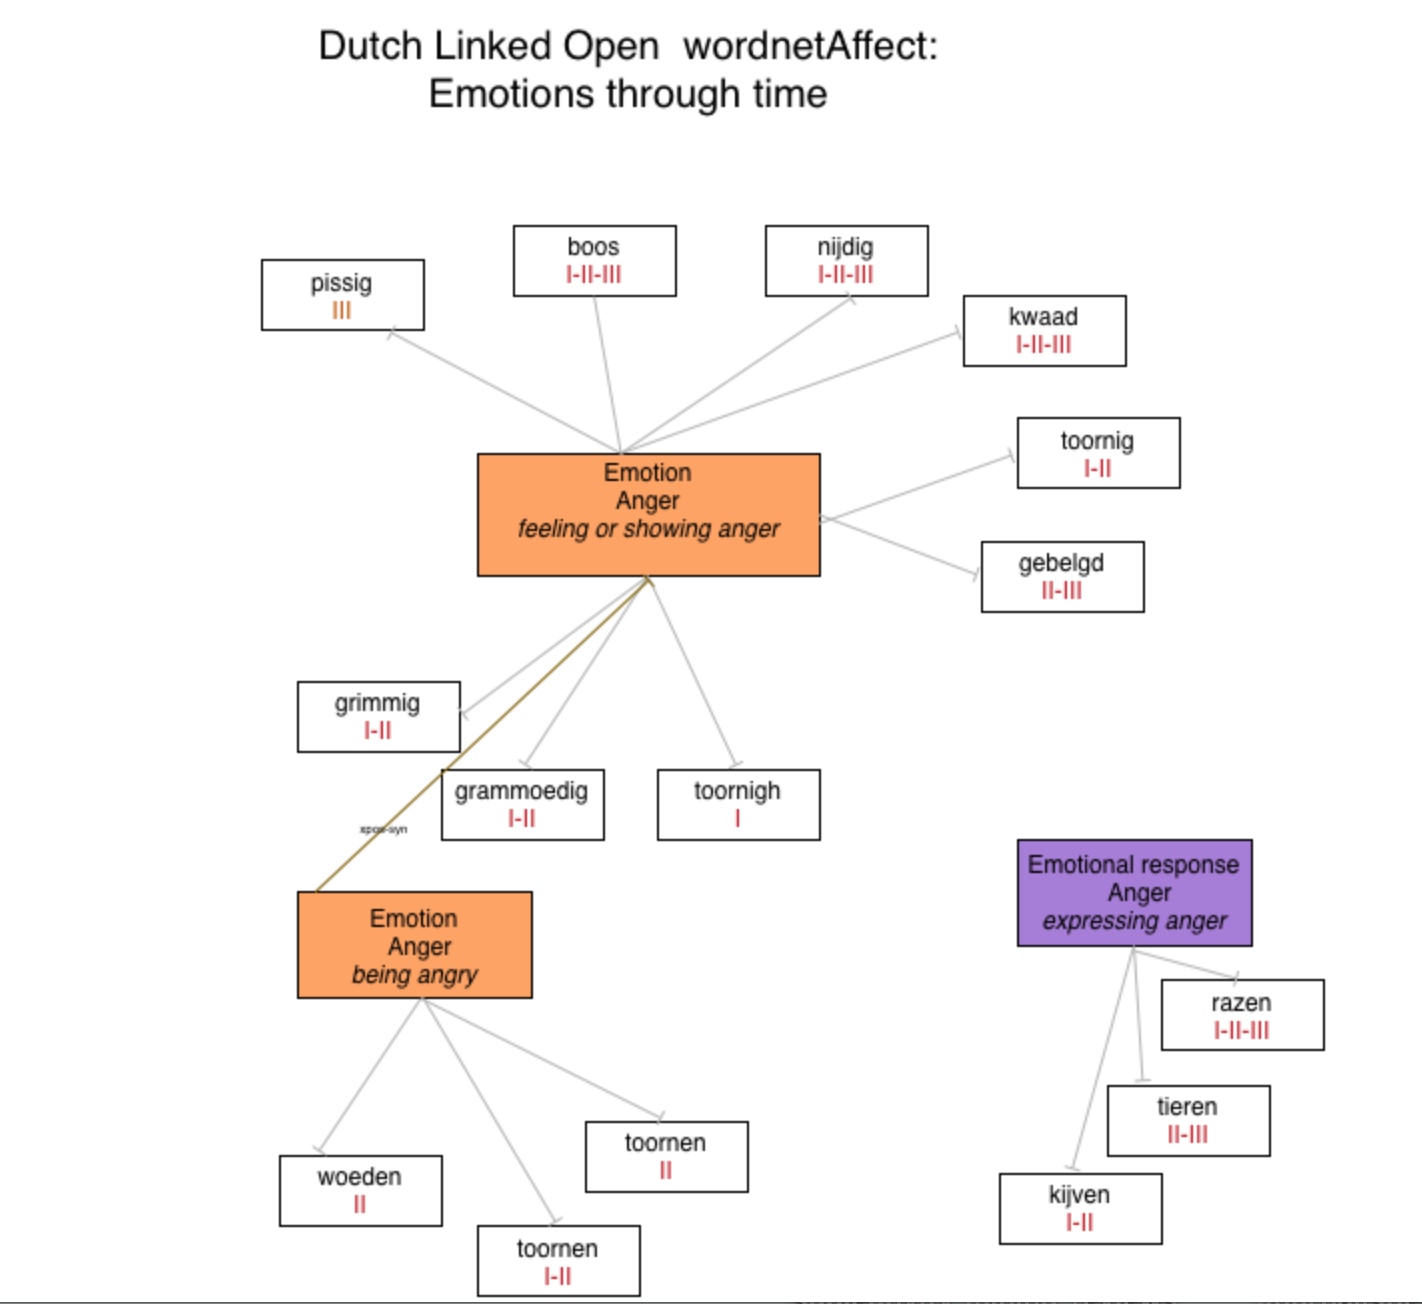 Dutch Linked Open wordnetAffect:
Emotions through time
pissig
III
boos
I-II-III
nijdig
I-II-III
kwaad
I-II-III
Emotion
Anger
feeling or showing anger
toornig
I-II
gebelgd
II-III
grimmig
I-II
grammoedig
I-II
toornigh
I
xpos-syn
Emotion
Anger
being angry
Emotional response
Anger
expressing anger
razen
I-II-III
tieren
II-III
kijven
I-II
toornen
II
woeden
II
toornen
I-II